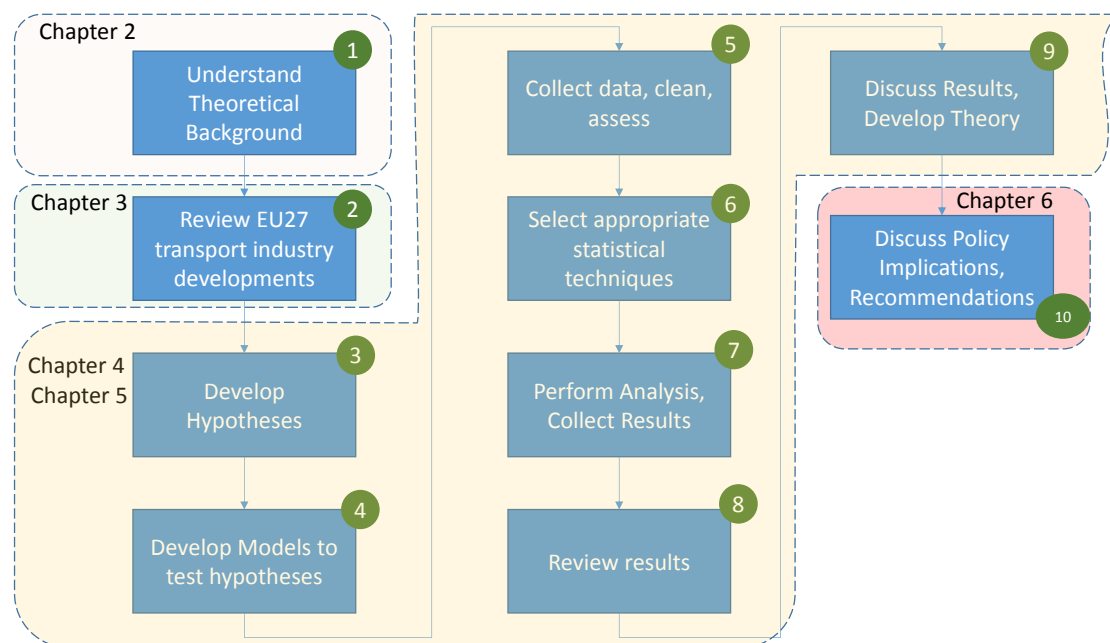 Chapter 2
1
Understand
Theoretical
Background
Chapter 3
2
Review EU27
transport industry
developments
Chapter 4
Chapter 5
3
Develop
Hypotheses
4
Develop Models to
test hypotheses
5
Collect data, clean,
assess
6
Select appropriate
statistical
techniques
7
Perform Analysis,
Collect Results
8
Review results
9
Discuss Results,
Develop Theory
Chapter 6
Discuss Policy
Implications,
Recommendations
10